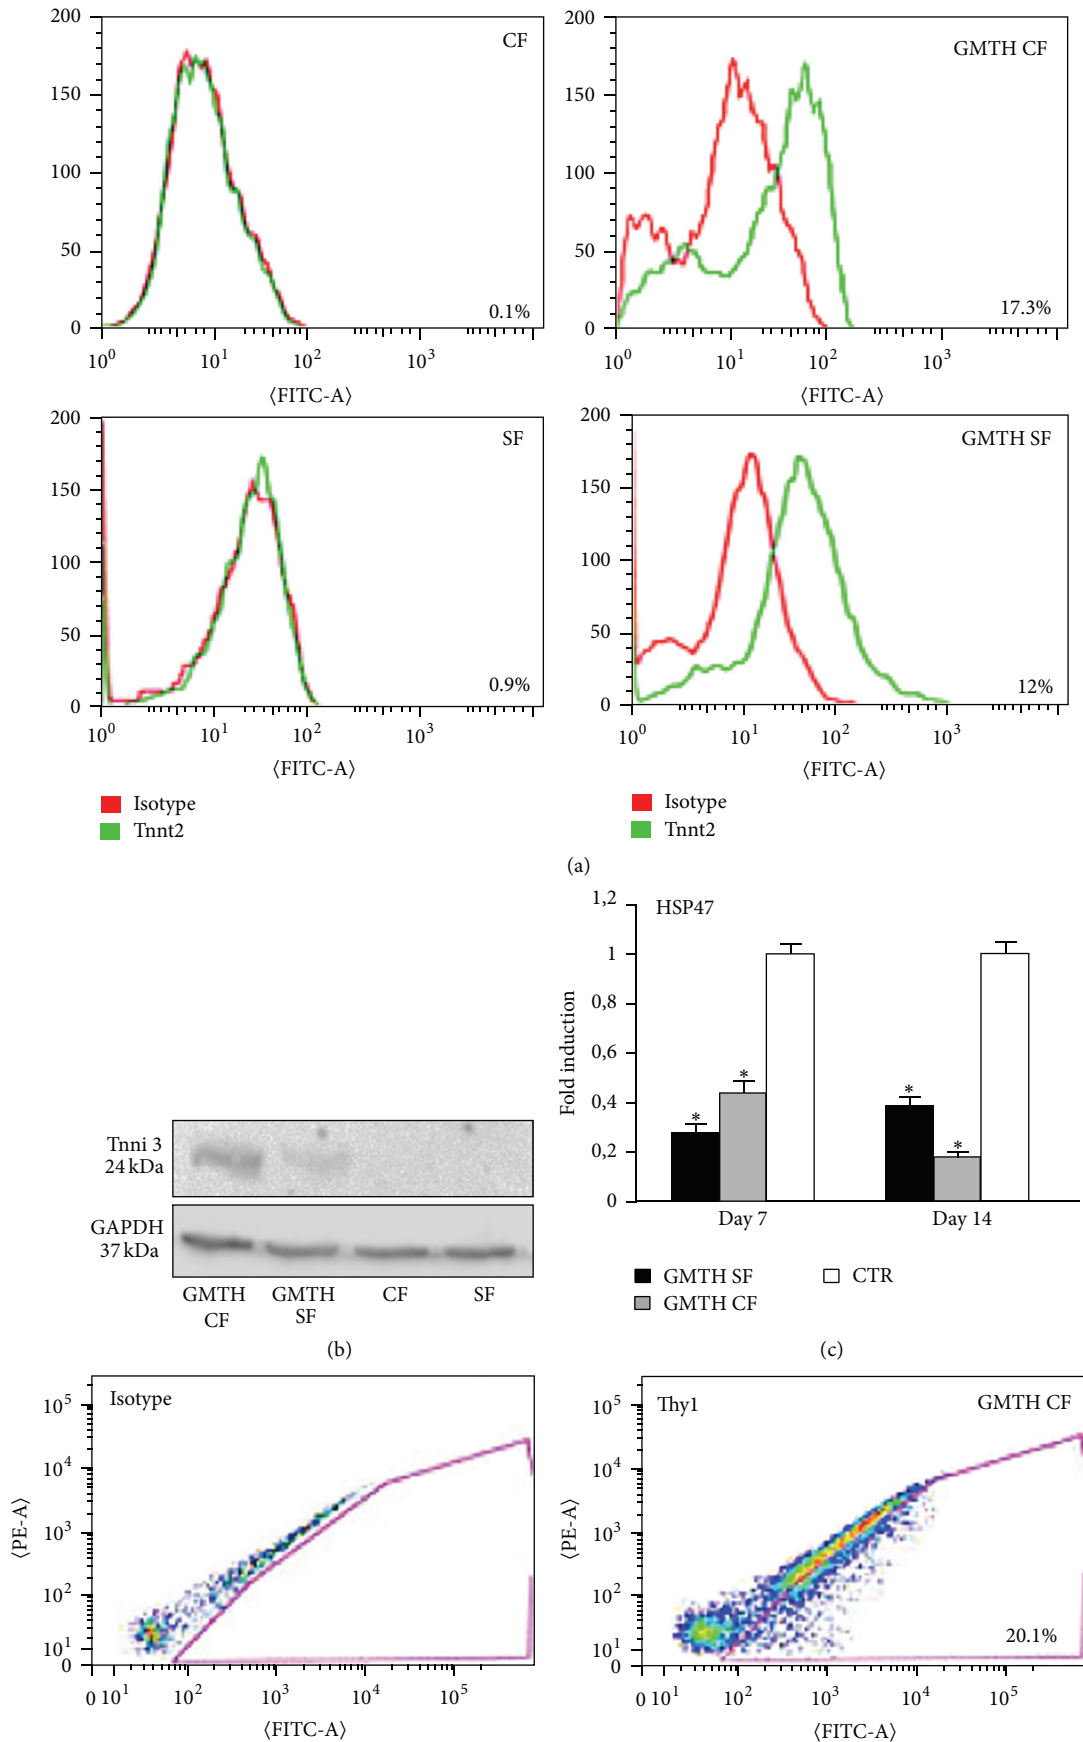 200
150
100
50
0
CF
0.1%
10^0 10^1 10^2 10^3
⟨FITC-A⟩
200
150
100
50
0
GMTH CF
17.3%
10^0 10^1 10^2 10^3
⟨FITC-A⟩
200
150
100
50
0
SF
0.9%
10^0 10^1 10^2 10^3
⟨FITC-A⟩
Isotype
Tnnt2
200
150
100
50
0
GMTH SF
12%
10^0 10^1 10^2 10^3
⟨FITC-A⟩
Isotype
Tnnt2
(a)
Tnni 3
24 kDa
GAPDH
37 kDa
GMTH CF
GMTH SF
CF
SF
(b)
HSP47
Fold induction
1,2
1
0,8
0,6
0,4
0,2
0
*
*
*
*
Day 7
Day 14
GMTH SF
GMTH CF
CTR
(c)
Isotype
⟨PE-A⟩
10^5
10^4
10^3
10^2
10^1
0
0 10^1 10^2 10^3 10^4 10^5
⟨FITC-A⟩
Thy1
GMTH CF
⟨PE-A⟩
10^5
10^4
10^3
10^2
10^1
0
20.1%
0 10^1 10^2 10^3 10^4 10^5
⟨FITC-A⟩